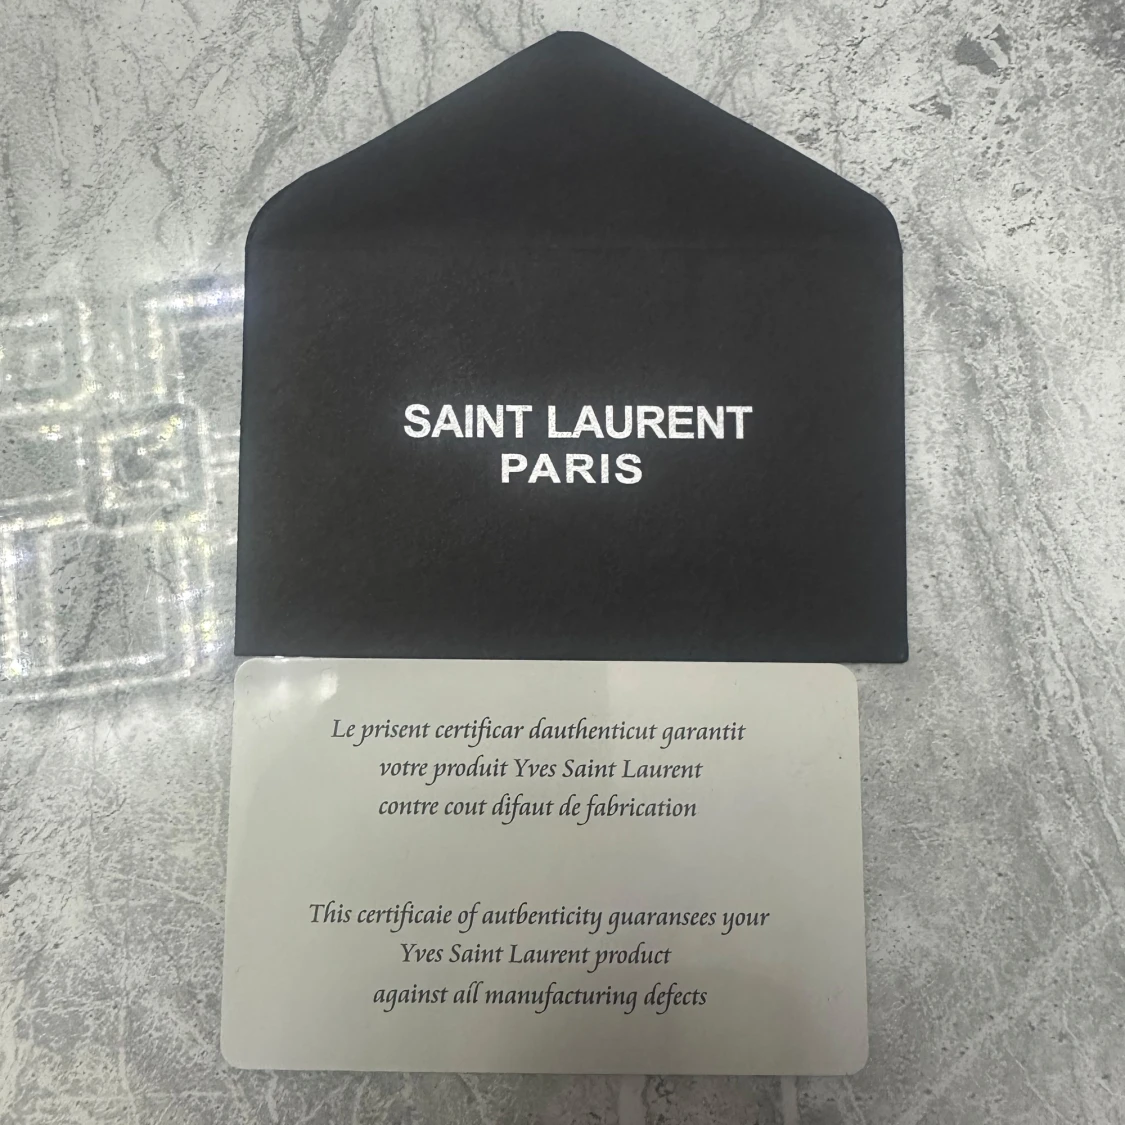 SAINT LAURENT
PARIS
Le prisent certificar dauthenticut garantit
votre produit Yves Saint Laurent
contre cout difaut de fabrication
This certificaie of autbenticity guaransees your
Yves Saint Laurent product
against all manufacturing defects